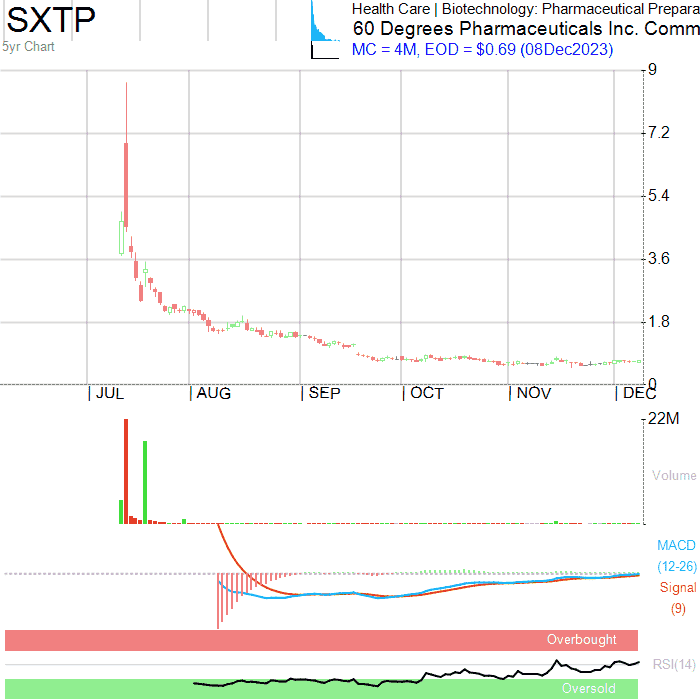 SXTP
5yr Chart
Health Care | Biotechnology: Pharmaceutical Prepara
60 Degrees Pharmaceuticals Inc. Comm
MC = 4M, EOD = $0.69 (08Dec2023)
9
7.2
5.4
3.6
1.8
0
JUL
AUG
SEP
OCT
NOV
DEC
22M
Volume
MACD
(12-26)
Signal
(9)
Overbought
RSI(14)
Oversold